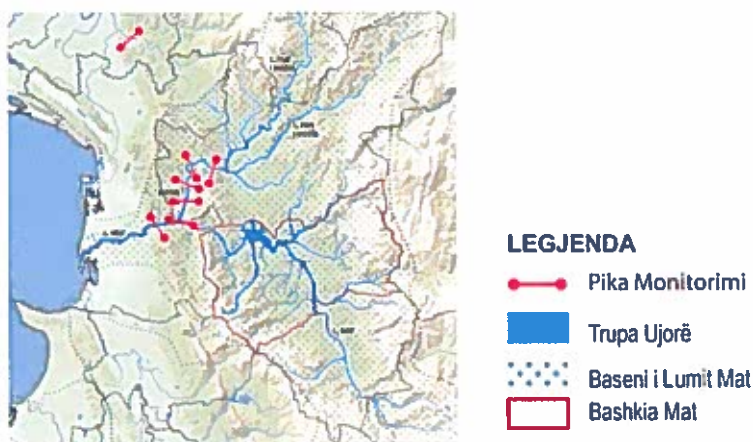 LEGJENDA
Pika Monitorimi
Trupa Ujorë
Baseni i Lumit Mat
Bashkia Mat